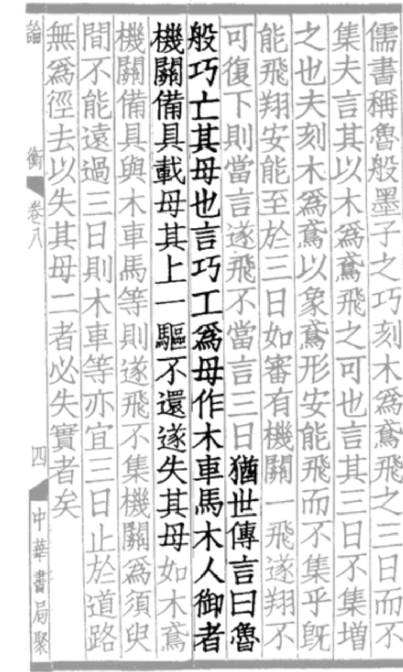 儒書稱魯般墨子之巧刻木爲鳶飛之三日而不
集夫言其以木爲鳶飛之可也言其三日不集增
之也夫刻木爲鳶以象鳶形安能飛而不集乎既
能飛翔安能至於三日如審有機關一飛遂翔不
可復下則當言遂飛不當言三日猶世傳言曰魯
般巧亡其母也言巧工爲母作木車馬木人御者
機關備具載母其上一驅不還遂失其母如木鳶
機關備具與木車馬等則遂飛不集機關爲須臾
間不能遠過三日則木車等亦宜三日止於道路
無爲徑去以失其母二者必失實者矣
論衡 卷八 四 中華書局聚